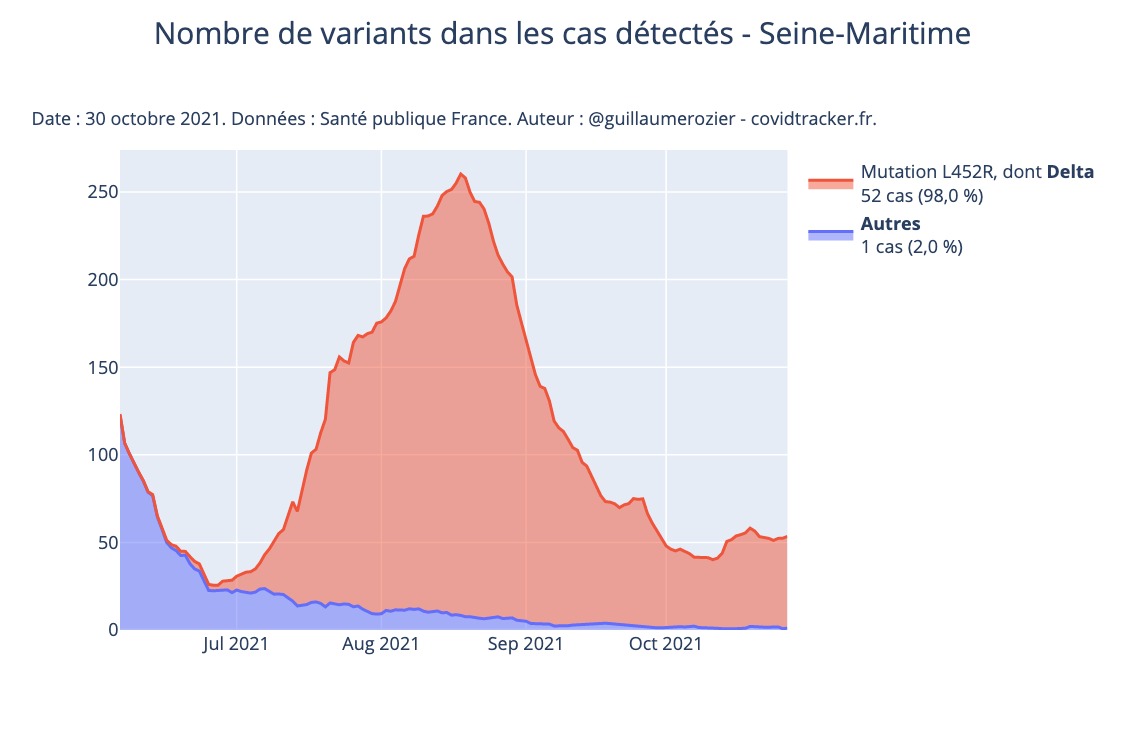 Nombre de variants dans les cas détectés - Seine-Maritime
Date : 30 octobre 2021. Données : Santé publique France. Auteur : @guillaumerozier - covidtracker.fr.
Mutation L452R, dont Delta
52 cas (98,0 %)
Autres
1 cas (2,0 %)
250
200
150
100
50
0
Jul 2021
Aug 2021
Sep 2021
Oct 2021